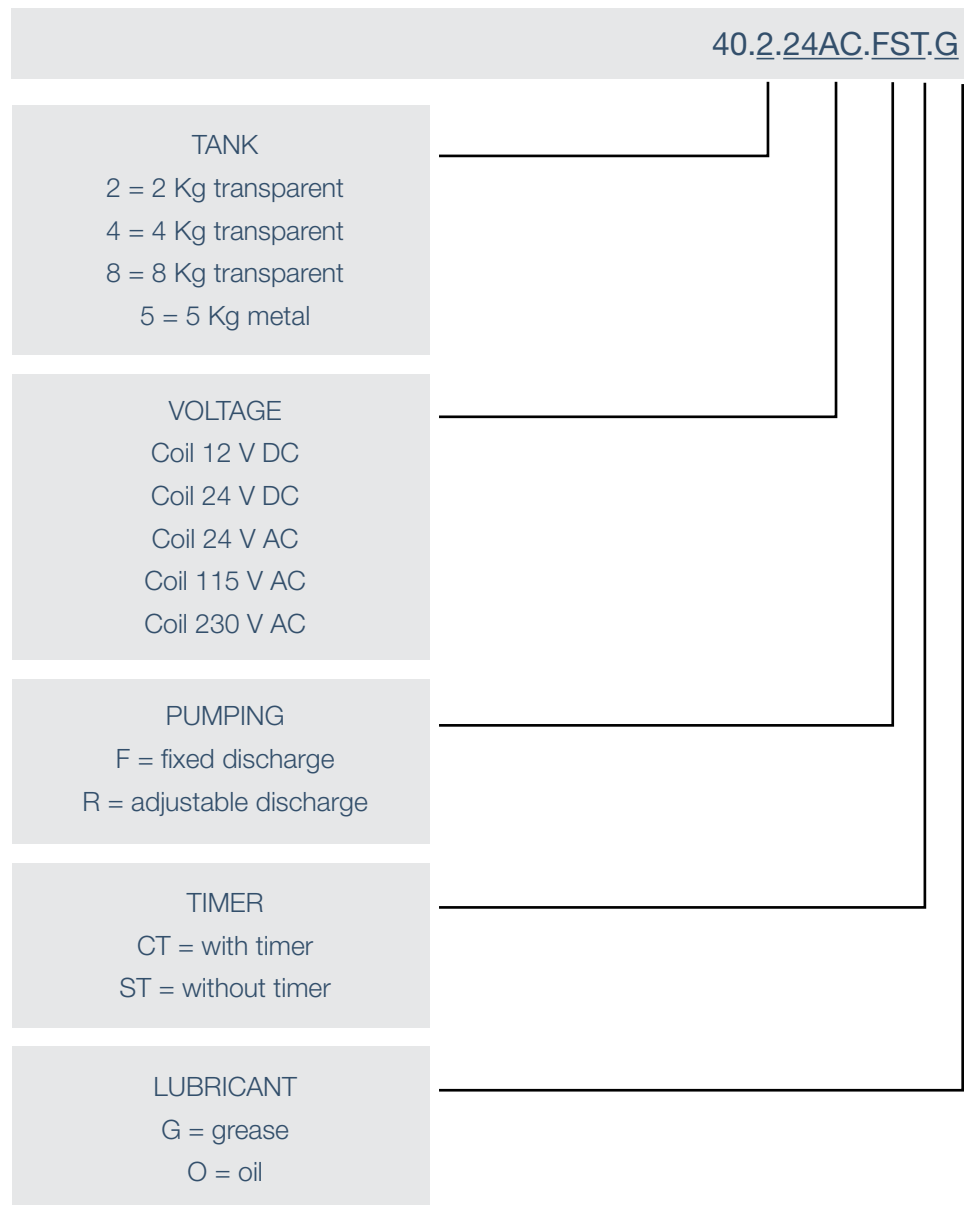 40.2.24AC.FST.G
TANK
2 = 2 Kg transparent
4 = 4 Kg transparent
8 = 8 Kg transparent
5 = 5 Kg metal
VOLTAGE
Coil 12 V DC
Coil 24 V DC
Coil 24 V AC
Coil 115 V AC
Coil 230 V AC
PUMPING
F = fixed discharge
R = adjustable discharge
TIMER
CT = with timer
ST = without timer
LUBRICANT
G = grease
O = oil